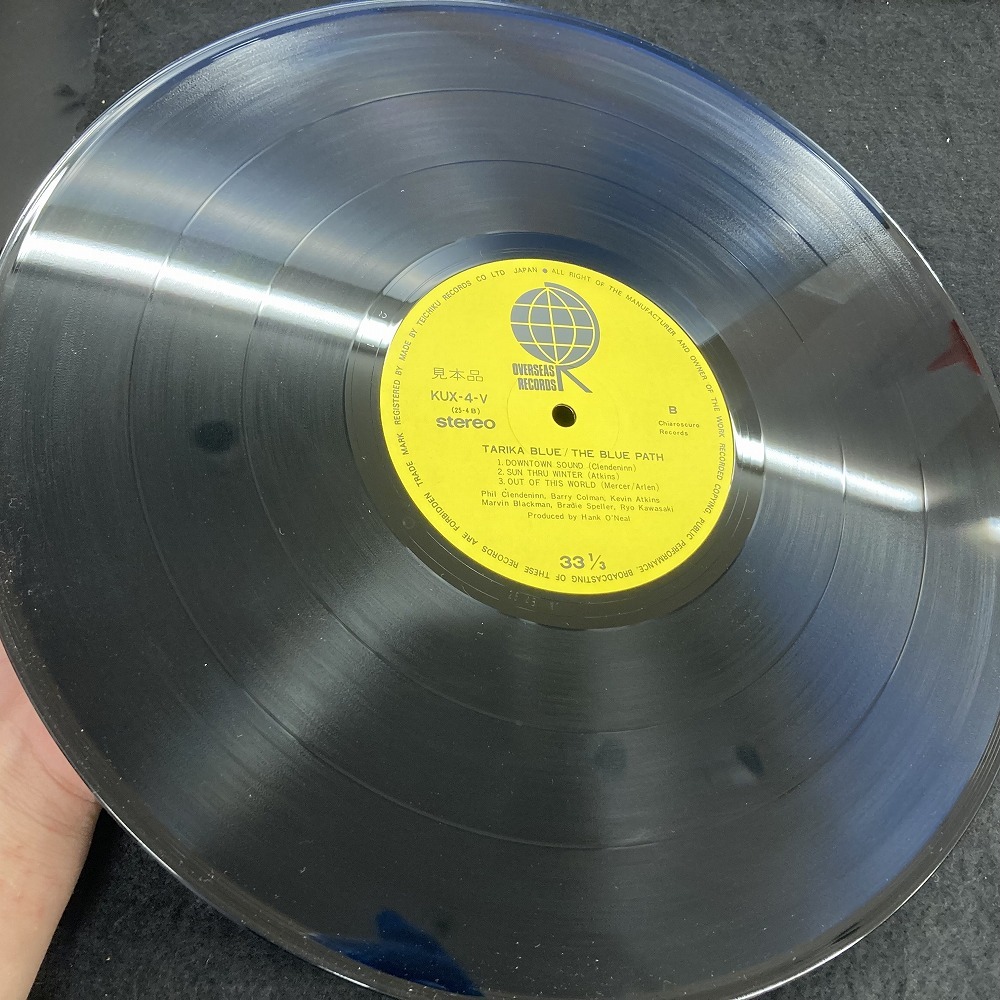 MADE BY TEICHIKU RECORDS CO LTD JAPAN ● ALL RIGHT OF THE MANUFACTURER AND OWNER OF THE WORK RECORDED COPYING, PUBLIC PERFORMANCE, BROADCASTING OF THESE RECORDS ARE FORBIDDEN TRADE MARK REGISTERED BY
OVERSEAS
RECORDS
見本品
KUX-4-V
(25-4 B)
stereo
B
Chiaroscuro
Records
TARIKA BLUE/THE BLUE PATH
1. DOWNTOWN SOUND (Clendeninn)
2. SUN THRU WINTER (Atkins)
3. OUT OF THIS WORLD (Mercer/Arlen)
Phil Clendeninn, Barry Colman, Kevin Atkins
Marvin Blackman, Bradie Speller, Ryo Kawasaki
Produced by Hank O'Neal
33 1/3